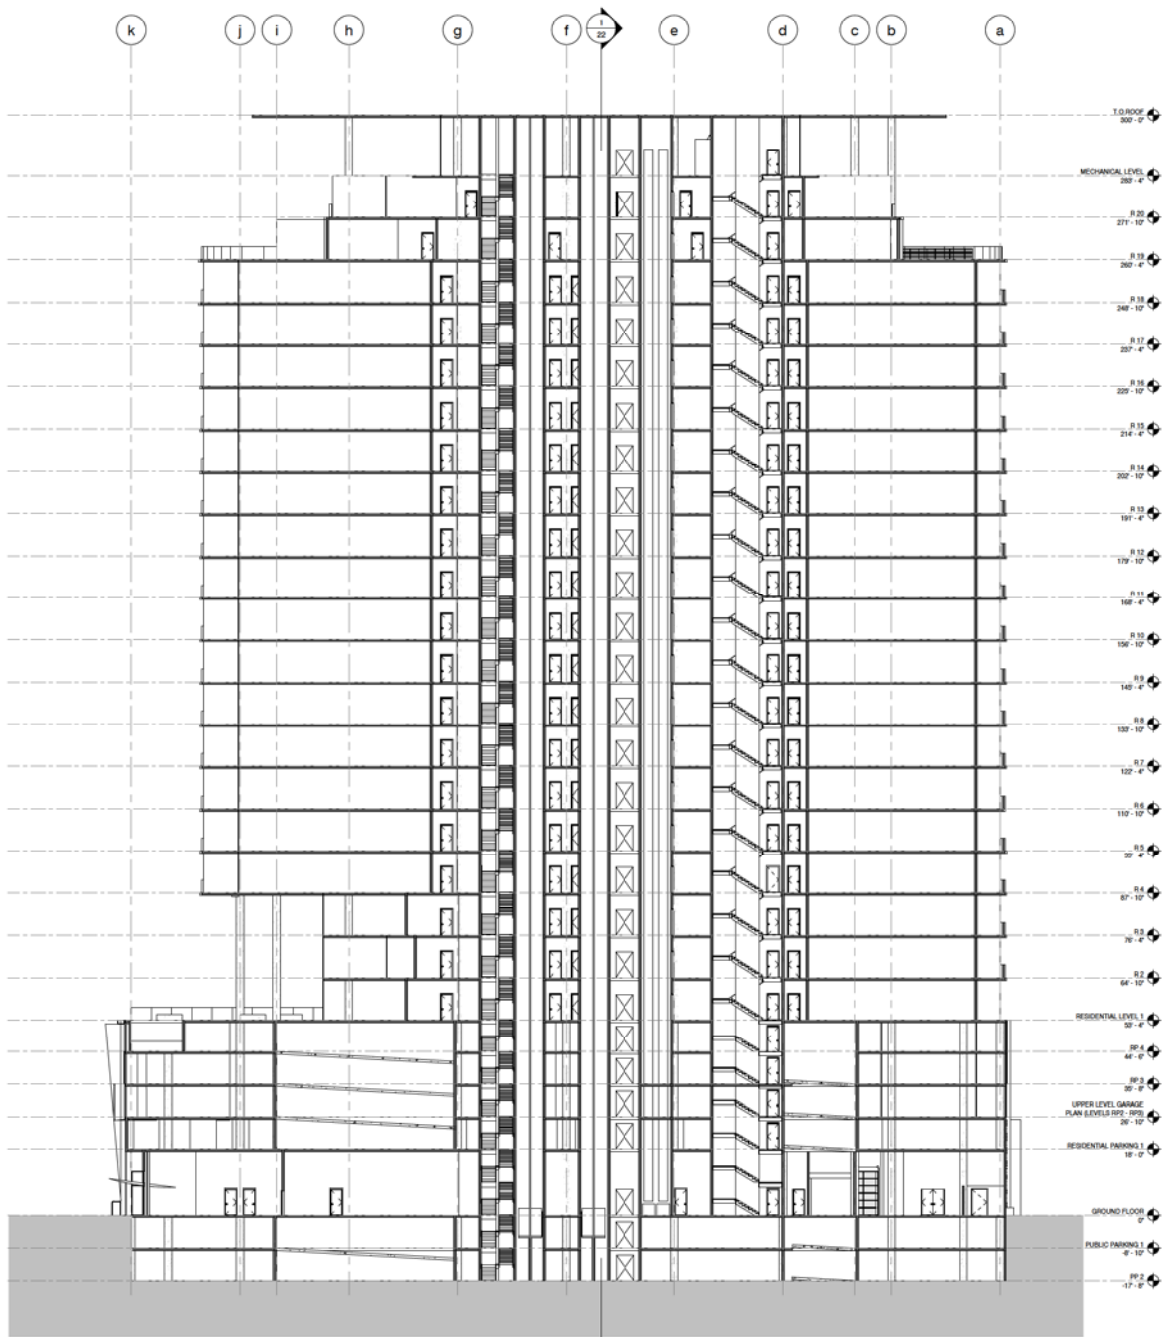 k j i h g f 1 e d c b a
22
T.O.ROOF
300' - 0"
MECHANICAL LEVEL
283' - 4"
R 20
271' - 10"
R 19
260' - 4"
R 18
248' - 10"
R 17
237' - 4"
R 16
225' - 10"
R 15
214' - 4"
R 14
202' - 10"
R 13
191' - 4"
R 12
179' - 10"
R 11
168' - 4"
R 10
156' - 10"
R 9
145' - 4"
R 8
133' - 10"
R 7
122' - 4"
R 6
110' - 10"
R 5
R 4
87' - 10"
R 3
76' - 4"
R 2
64' - 10"
RESIDENTIAL LEVEL 1
53' - 4"
RP 4
44' - 6"
RP 3
35' - 8"
UPPER LEVEL GARAGE
PLAN (LEVELS RP2 - RP3)
26' - 10"
RESIDENTIAL PARKING 1
18' - 0"
GROUND FLOOR
0"
PUBLIC PARKING 1
-8' - 10"
PP 2
-17' - 8"